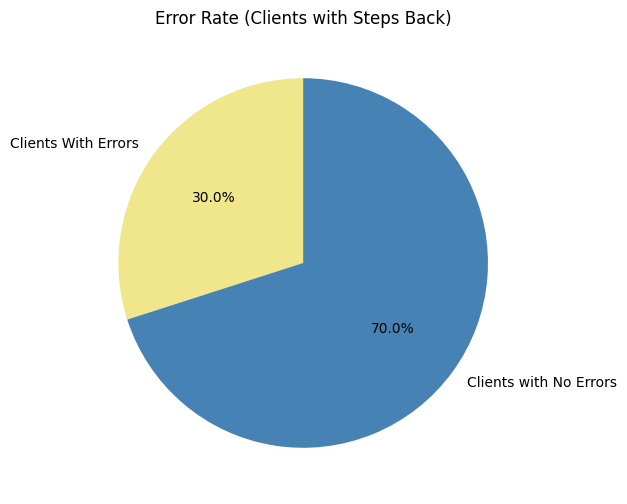 Error Rate (Clients with Steps Back)
Clients With Errors
30.0%
70.0%
Clients with No Errors